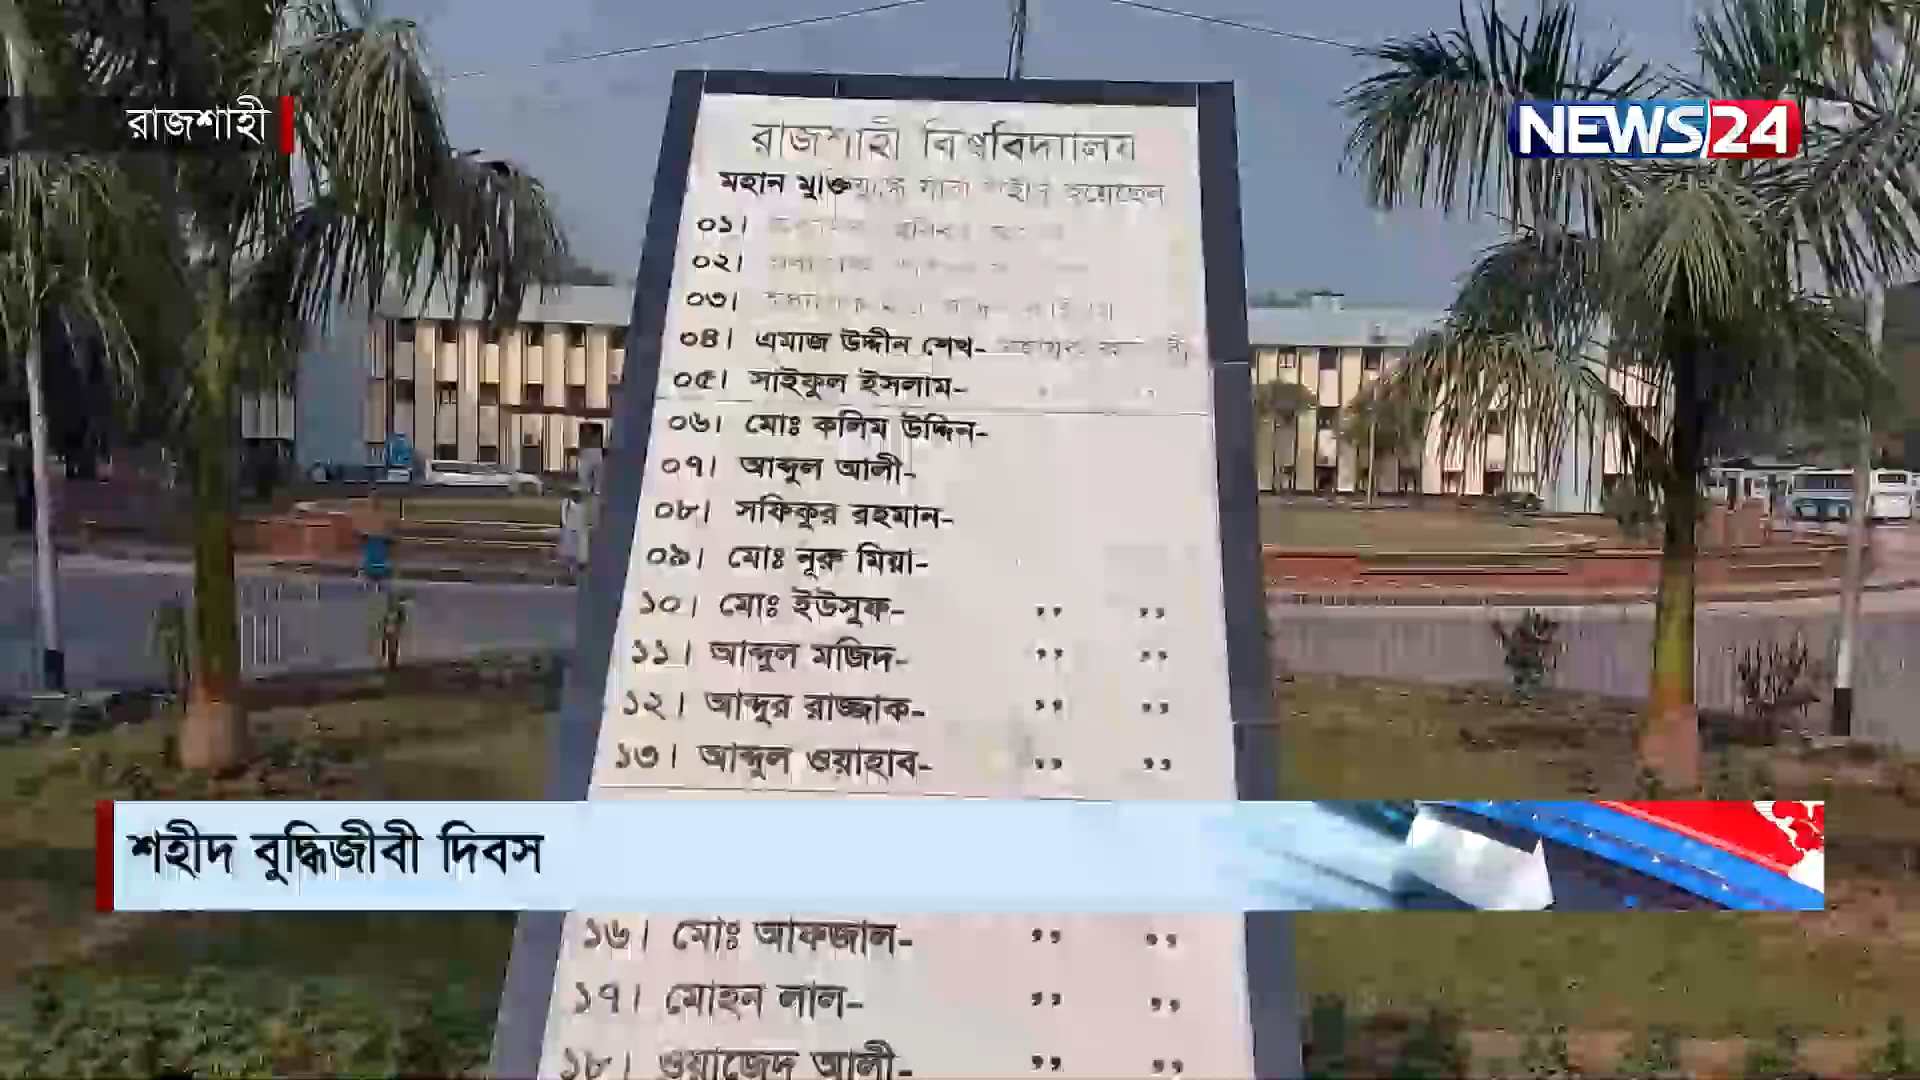 রাজশাহী
NEWS24
রাজশাহী বিশ্ববিদ্যালয়
মহান মুক্তিযুদ্ধে যারা শহীদ হয়েছেন
০১।
০২।
০৩।
০৪। এমাজ উদ্দীন শেখ-
০৫। সাইফুল ইসলাম-
০৬। মোঃ কলিম উদ্দিন-
০৭। আব্দুল আলী-
০৮। সফিকুর রহমান-
০৯। মোঃ নূরু মিয়া-
১০। মোঃ ইউসুফ- ,, ,,
১১। আব্দুল মজিদ- ,, ,,
১২। আব্দুর রাজ্জাক- ,, ,,
১৩। আব্দুল ওয়াহাব- ,, ,,
শহীদ বুদ্ধিজীবী দিবস
১৬। মোঃ আফজাল- ,, ,,
১৭। মোহন লাল- ,, ,,
১৮। ওয়াজেদ আলী- ,, ,,